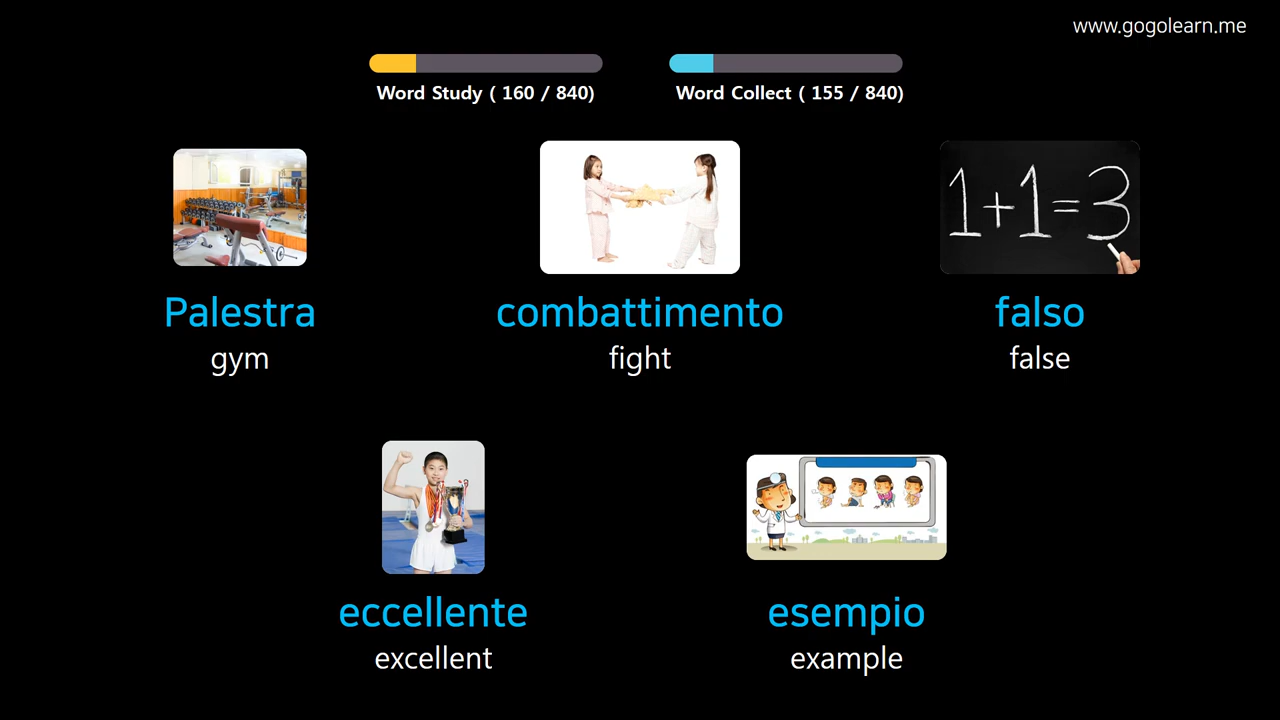 www.gogolearn.me
Word Study ( 160 / 840)
Word Collect ( 155 / 840)
1+1=3
Palestra
combattimento
falso
gym
fight
false
eccellente
esempio
excellent
example